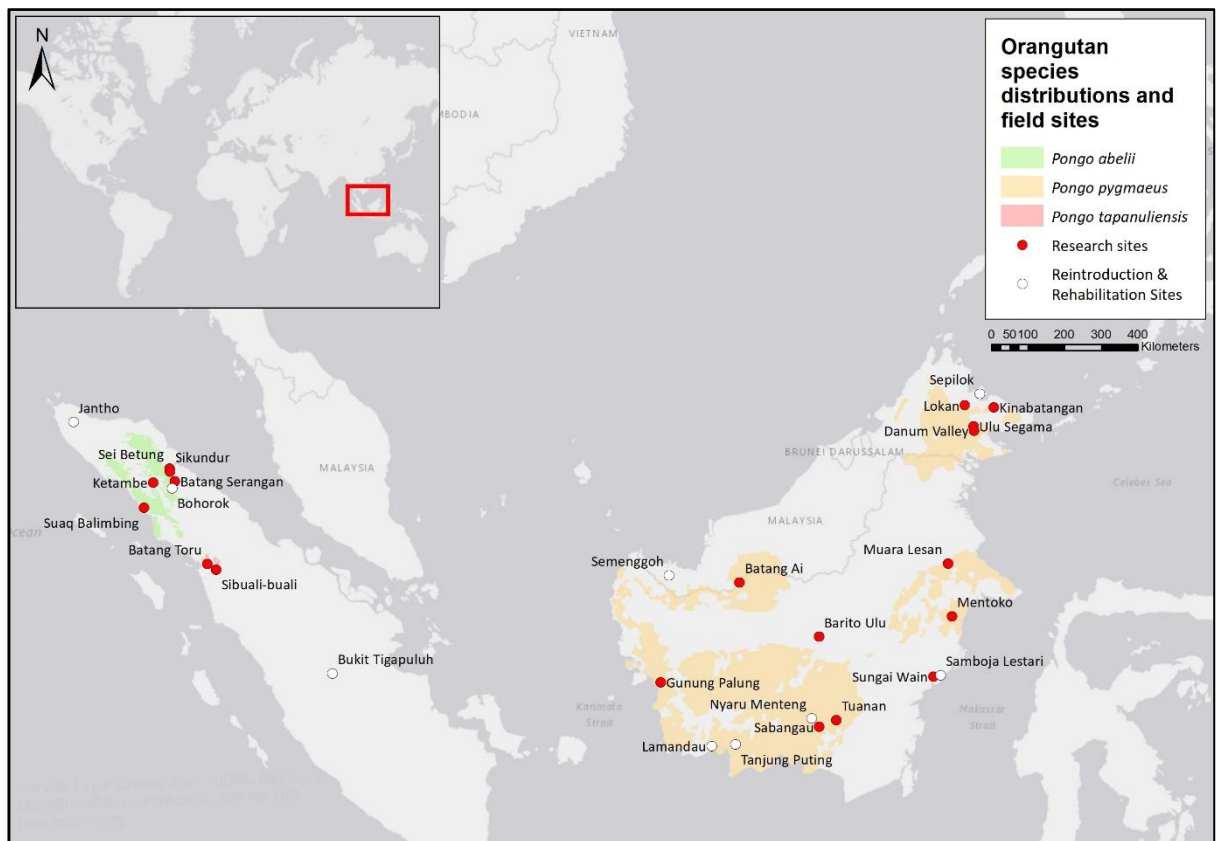 N
VIETNAM
MBODIA
Orangutan
species
distributions and
field sites
Pongo abelii
Pongo pygmaeus
Pongo tapanuliensis
Research sites
Reintroduction &
Rehabilitation Sites
0 50 100 200 300 400
Kilometers
Sepilok
Jantho
Lokan
Kinabatangan
Ulu Segama
Danum Valley
BRUNEI DARUSSALAM
Sei Betung
Sikundur
MALAYSIA
Ketambe
Batang Serangan
Bohorok
Celebes Sea
Suaq Balimbing
MALAYSIA
cean
Batang Toru
Muara Lesan
Semenggoh
Batang Ai
Sibuali-buali
Mentoko
Barito Ulu
Bukit Tigapuluh
Samboja Lestari
Sungai Wain
Gunung Palung
Karimata
Strait
Nyaru Menteng
Tuanan
Makassar
Strait
Sabangau
Lamandau
Tanjung Puting